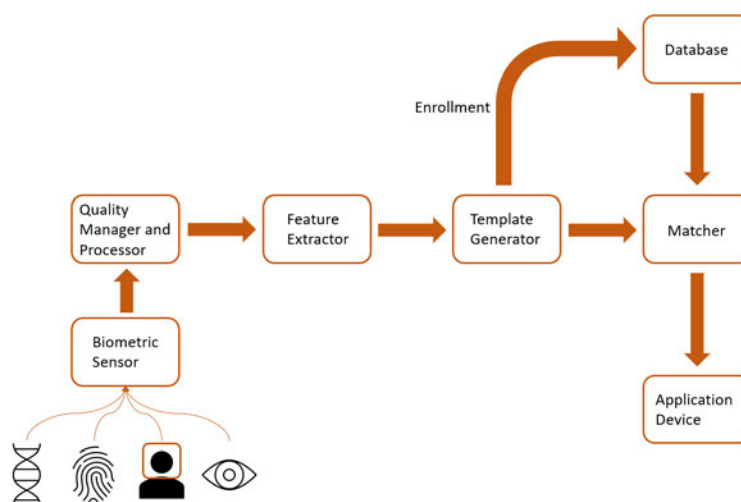 Database
Enrollment
Quality
Manager and
Processor
Feature
Extractor
Template
Generator
Matcher
Biometric
Sensor
Application
Device